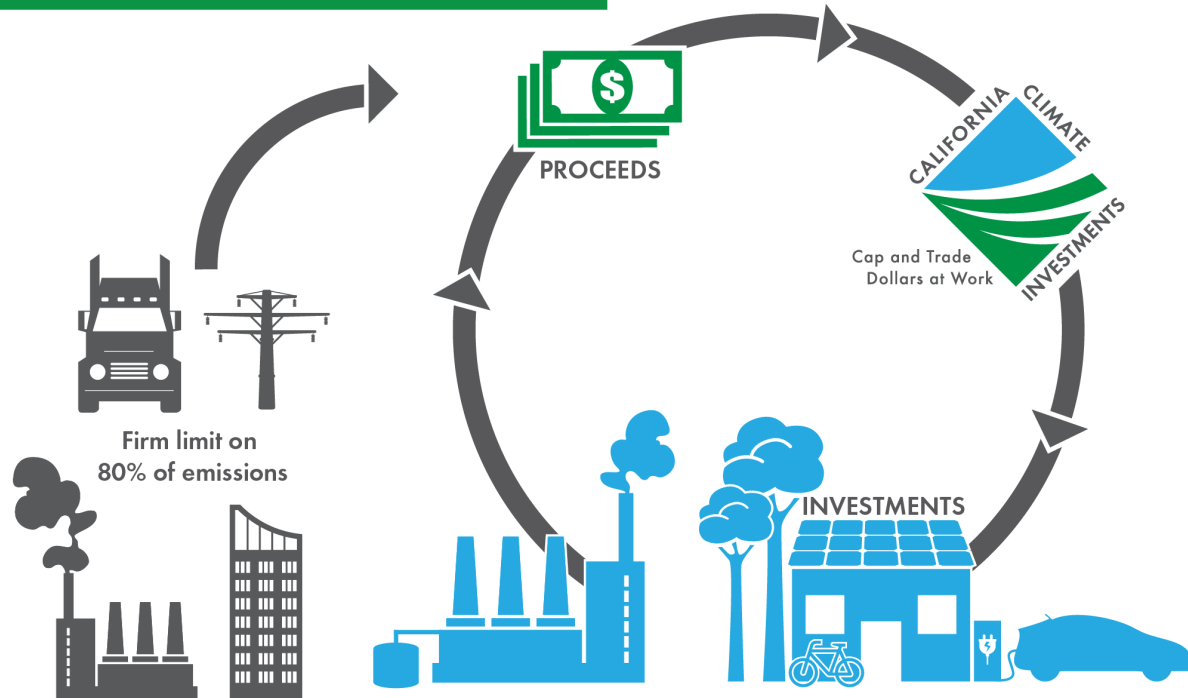 $
PROCEEDS
CALIFORNIA
CLIMATE
INVESTMENTS
Cap and Trade
Dollars at Work
Firm limit on
80% of emissions
INVESTMENTS